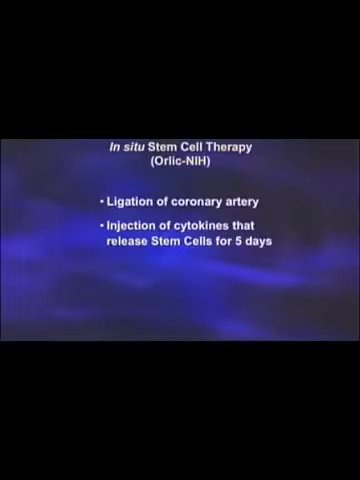 In situ Stem Cell Therapy
(Orlic-NIH)
• Ligation of coronary artery
• Injection of cytokines that
release Stem Cells for 5 days